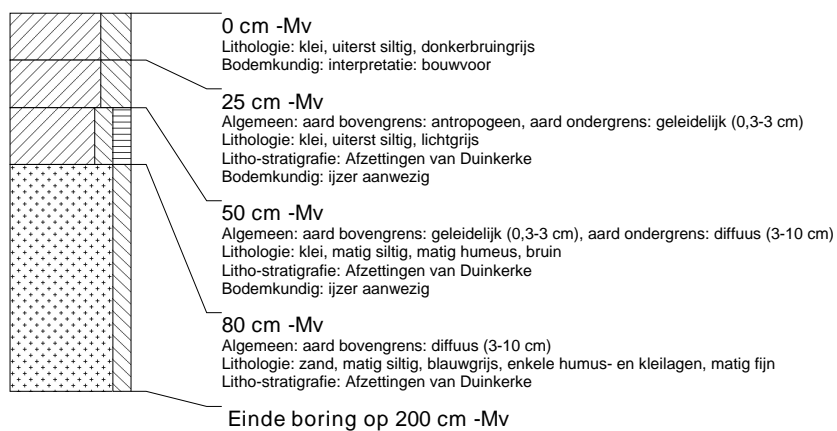 0 cm -Mv
Lithologie: klei, uiterst siltig, donkerbruingrijs
Bodemkundig: interpretatie: bouwvoor
25 cm -Mv
Algemeen: aard bovengrens: antropogeen, aard ondergrens: geleidelijk (0,3-3 cm)
Lithologie: klei, uiterst siltig, lichtgrijs
Litho-stratigrafie: Afzettingen van Duinkerke
Bodemkundig: ijzer aanwezig
50 cm -Mv
Algemeen: aard bovengrens: geleidelijk (0,3-3 cm), aard ondergrens: diffuus (3-10 cm)
Lithologie: klei, matig siltig, matig humeus, bruin
Litho-stratigrafie: Afzettingen van Duinkerke
Bodemkundig: ijzer aanwezig
80 cm -Mv
Algemeen: aard bovengrens: diffuus (3-10 cm)
Lithologie: zand, matig siltig, blauwgrijs, enkele humus- en kleilagen, matig fijn
Litho-stratigrafie: Afzettingen van Duinkerke
Einde boring op 200 cm -Mv